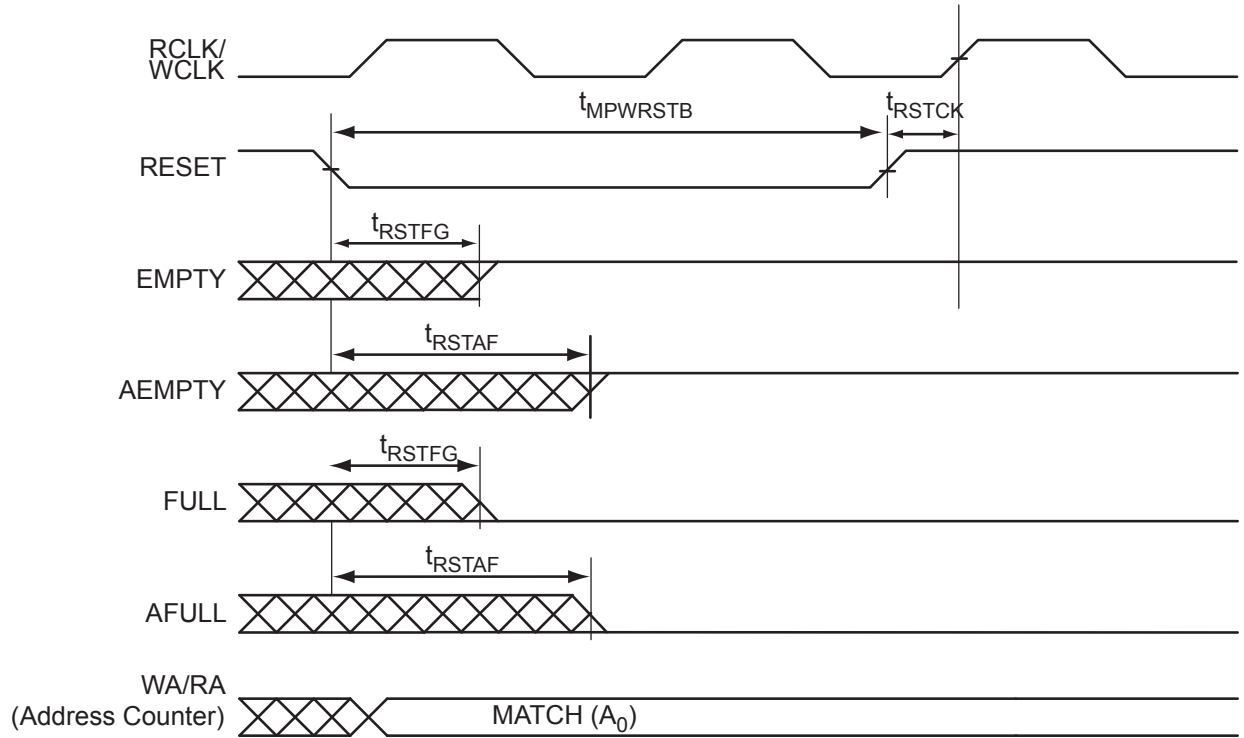 RCLK/
WCLK
tMPWRSTB
tRSTCK
RESET
tRSTFG
EMPTY
tRSTAF
AEMPTY
tRSTFG
FULL
tRSTAF
AFULL
WA/RA
(Address Counter)
MATCH (A0)